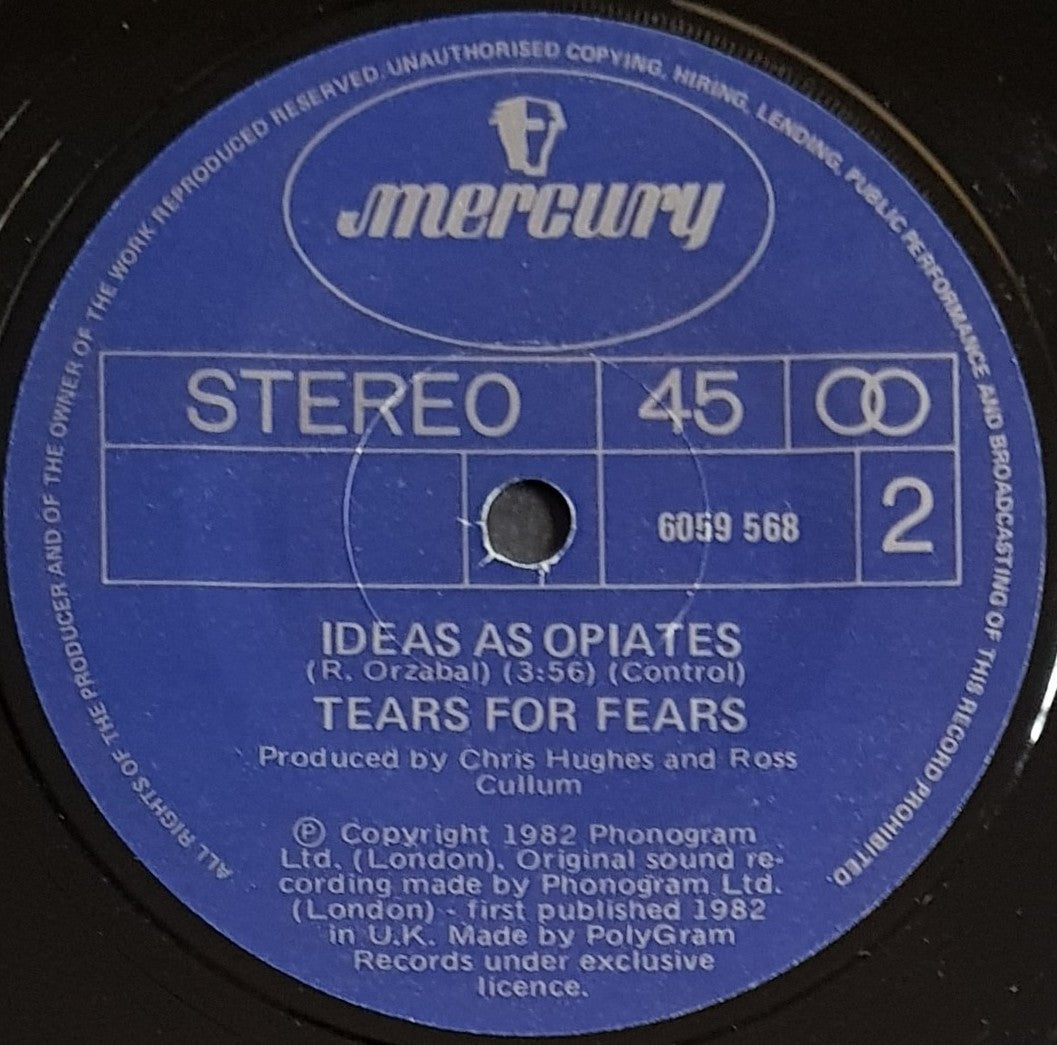 ALL RIGHTS OF THE PRODUCER AND OF THE OWNER OF THE WORK REPRODUCED RESERVED. UNAUTHORISED COPYING, HIRING, LENDING, PUBLIC PERFORMANCE AND BROADCASTING OF THIS RECORD PROHIBITED.
mercury
STEREO 45
6059 568 2
IDEAS AS OPIATES
(R. Orzabal) (3:56) (Control)
TEARS FOR FEARS
Produced by Chris Hughes and Ross
Cullum
Ⓟ Copyright 1982 Phonogram
Ltd. (London). Original sound re-
cording made by Phonogram Ltd.
(London) - first published 1982
in U.K. Made by PolyGram
Records under exclusive
licence.